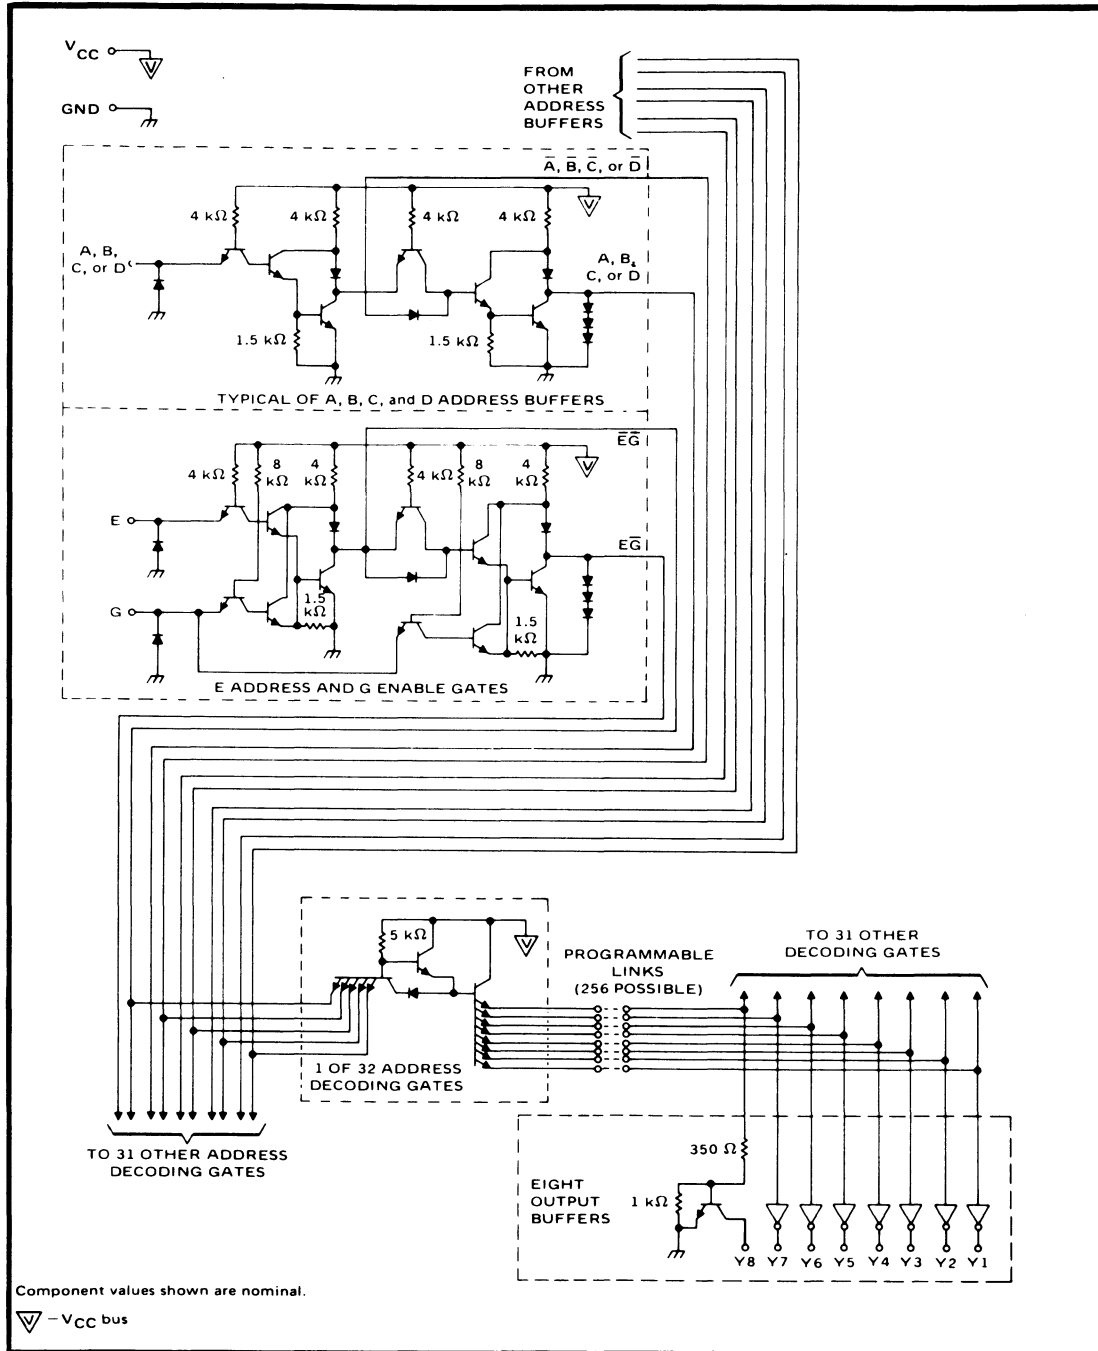 VCC
V
GND
FROM
OTHER
ADDRESS
BUFFERS
A̅, B̅, C̅, or D̅
V
4 kΩ
4 kΩ
4 kΩ
4 kΩ
A, B,
C, or D
A, B,
C, or D
1.5 kΩ
1.5 kΩ
TYPICAL OF A, B, C, and D ADDRESS BUFFERS
E̅G̅
V
4 kΩ
8
kΩ
4
kΩ
4 kΩ
8
kΩ
4
kΩ
E
EG̅
G
1.5
kΩ
1.5
kΩ
E ADDRESS AND G ENABLE GATES
5 kΩ
V
1 OF 32 ADDRESS
DECODING GATES
PROGRAMMABLE
LINKS
(256 POSSIBLE)
TO 31 OTHER
DECODING GATES
TO 31 OTHER ADDRESS
DECODING GATES
350 Ω
EIGHT
OUTPUT
BUFFERS
1 kΩ
Y8 Y7 Y6 Y5 Y4 Y3 Y2 Y1
Component values shown are nominal.
V – VCC bus